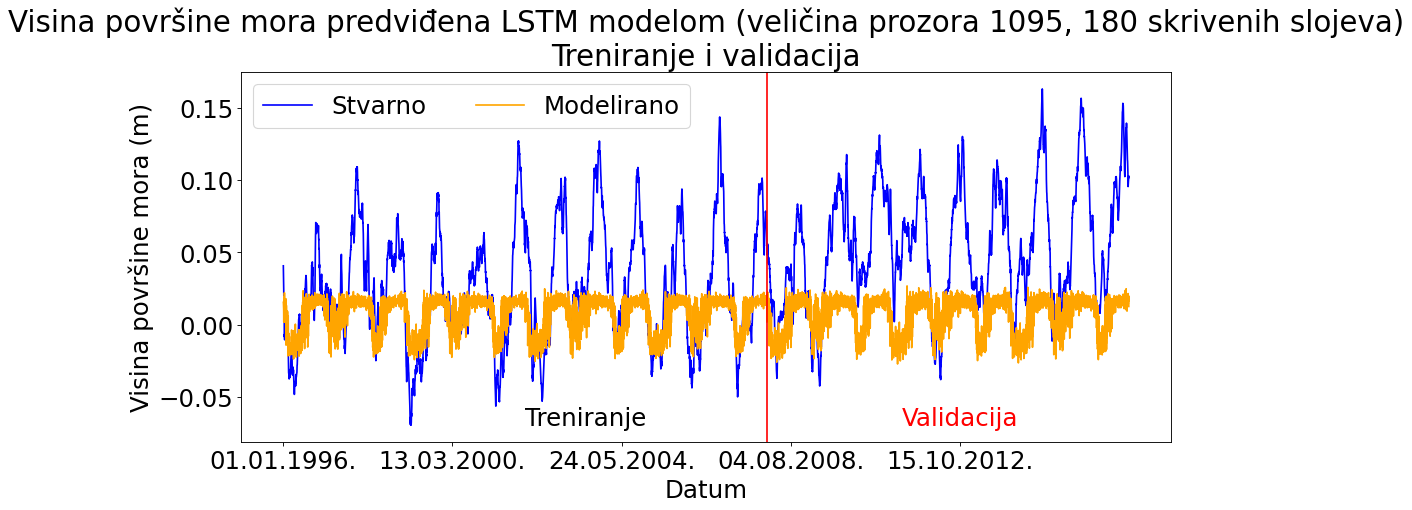 Visina površine mora predviđena LSTM modelom (veličina prozora 1095, 180 skrivenih slojeva)
Treniranje i validacija
Stvarno
Modelirano
Visina površine mora (m)
0.15
0.10
0.05
0.00
−0.05
Treniranje
Validacija
01.01.1996.
13.03.2000.
24.05.2004.
04.08.2008.
15.10.2012.
Datum